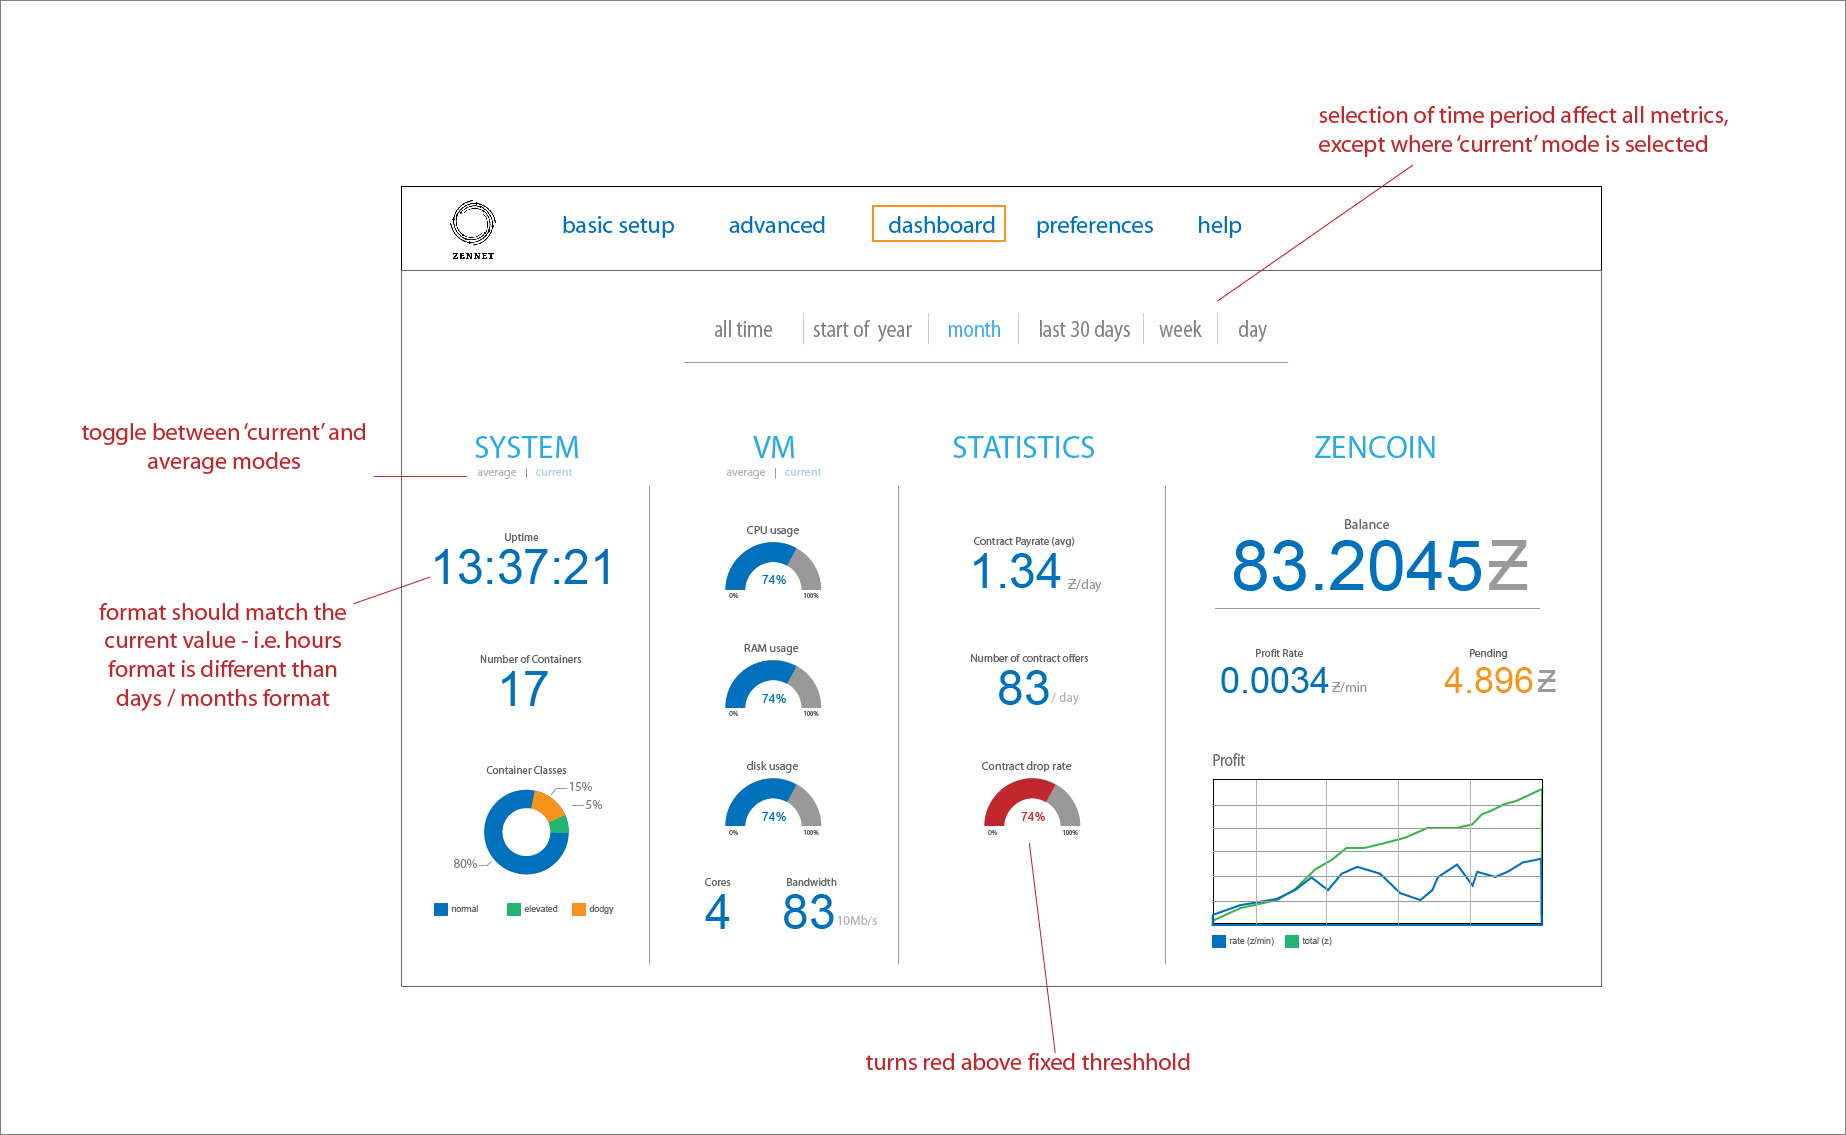 selection of time period affect all metrics,
except where ‘current’ mode is selected
ZENNET
basic setup
advanced
dashboard
preferences
help
all time
start of year
month
last 30 days
week
day
toggle between ‘current’ and
average modes
format should match the
current value - i.e. hours
format is different than
days / months format
SYSTEM
average | current
Uptime
13:37:21
Number of Containers
17
Container Classes
15%
5%
80%
normal
elevated
dodgy
VM
average | current
CPU usage
74%
0%
100%
RAM usage
74%
0%
100%
disk usage
74%
0%
100%
Cores
4
Bandwidth
83 10Mb/s
STATISTICS
Contract Payrate (avg)
1.34 Ƶ/day
Number of contract offers
83 / day
Contract drop rate
74%
0%
100%
turns red above fixed threshhold
ZENCOIN
Balance
83.2045Ƶ
Profit Rate
0.0034 Ƶ/min
Pending
4.896Ƶ
Profit
rate (z/min)
total (z)